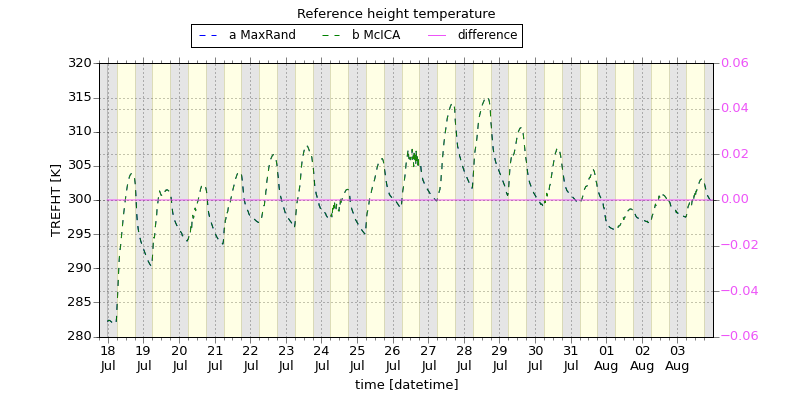 Reference height temperature
a MaxRand b McICA difference
320
315
310
305
300
295
290
285
280
TREFHT [K]
0.06
0.04
0.02
0.00
−0.02
−0.04
−0.06
18 19 20 21 22 23 24 25 26 27 28 29 30 31 01 02 03
Jul Jul Jul Jul Jul Jul Jul Jul Jul Jul Jul Jul Jul Jul Aug Aug Aug
time [datetime]